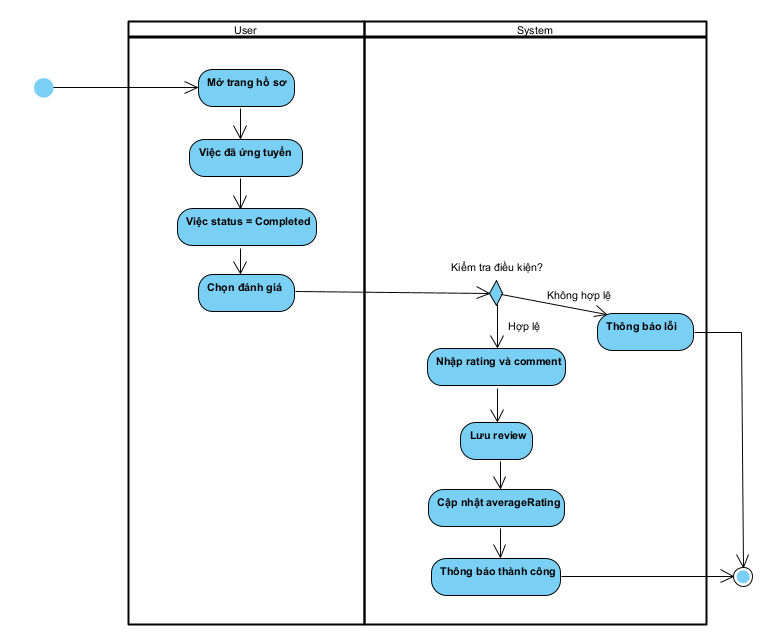 User
System
Mở trang hồ sơ
Việc đã ứng tuyển
Việc status = Completed
Chọn đánh giá
Kiểm tra điều kiện?
Không hợp lệ
Thông báo lỗi
Hợp lệ
Nhập rating và comment
Lưu review
Cập nhật averageRating
Thông báo thành công